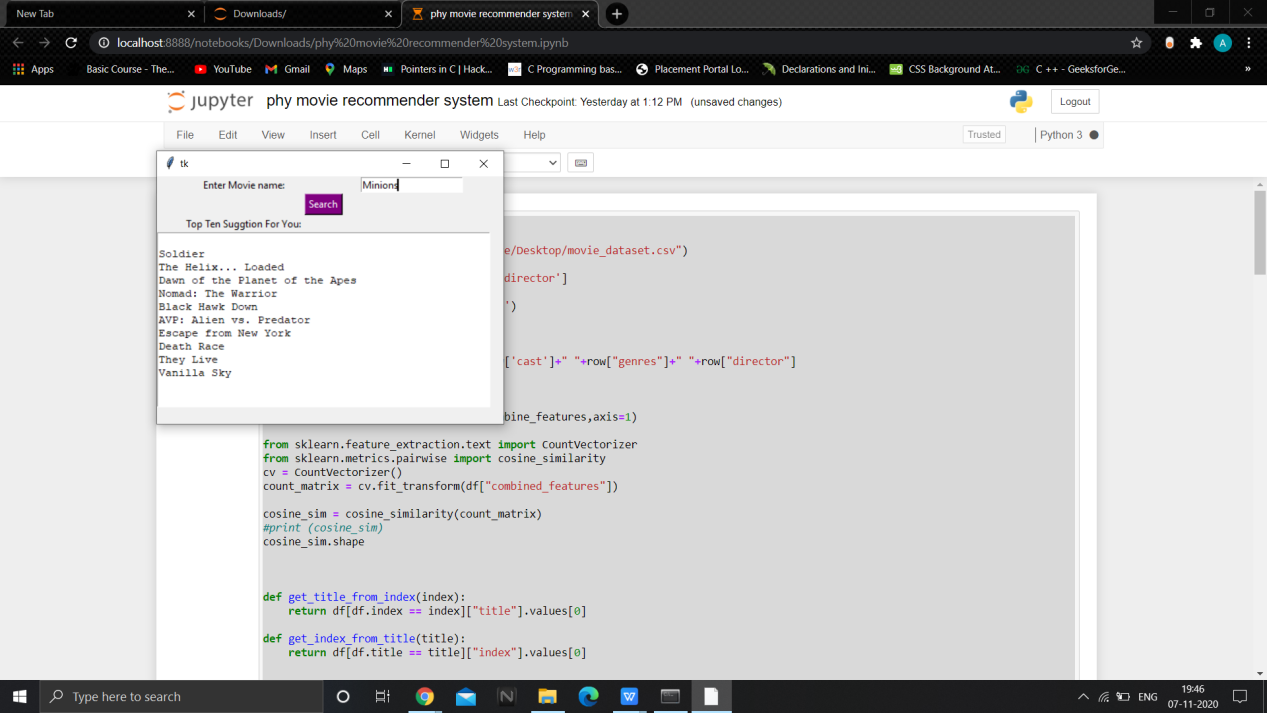 New Tab
Downloads/
phy movie recommender system
localhost:8888/notebooks/Downloads/phy%20movie%20recommender%20system.ipynb
A
Apps
Basic Course - The...
YouTube
Gmail
Maps
Pointers in C | Hack...
C Programming bas...
Placement Portal Lo...
Declarations and Ini...
CSS Background At...
C ++ - GeeksforGe...
»
jupyter phy movie recommender system Last Checkpoint: Yesterday at 1:12 PM (unsaved changes)
Logout
File Edit View Insert Cell Kernel Widgets Help
Trusted
Python 3
tk
Enter Movie name: Minions
Search
Top Ten Suggtion For You:
Soldier
The Helix... Loaded
Dawn of the Planet of the Apes
Nomad: The Warrior
Black Hawk Down
AVP: Alien vs. Predator
Escape from New York
Death Race
They Live
Vanilla Sky
e/Desktop/movie_dataset.csv")
director']
')
['cast']+" "+row["genres"]+" "+row["director"]
bine_features,axis=1)
from sklearn.feature_extraction.text import CountVectorizer
from sklearn.metrics.pairwise import cosine_similarity
cv = CountVectorizer()
count_matrix = cv.fit_transform(df["combined_features"])
cosine_sim = cosine_similarity(count_matrix)
#print (cosine_sim)
cosine_sim.shape
def get_title_from_index(index):
return df[df.index == index]["title"].values[0]
def get_index_from_title(title):
return df[df.title == title]["index"].values[0]
Type here to search
ENG
19:46
07-11-2020